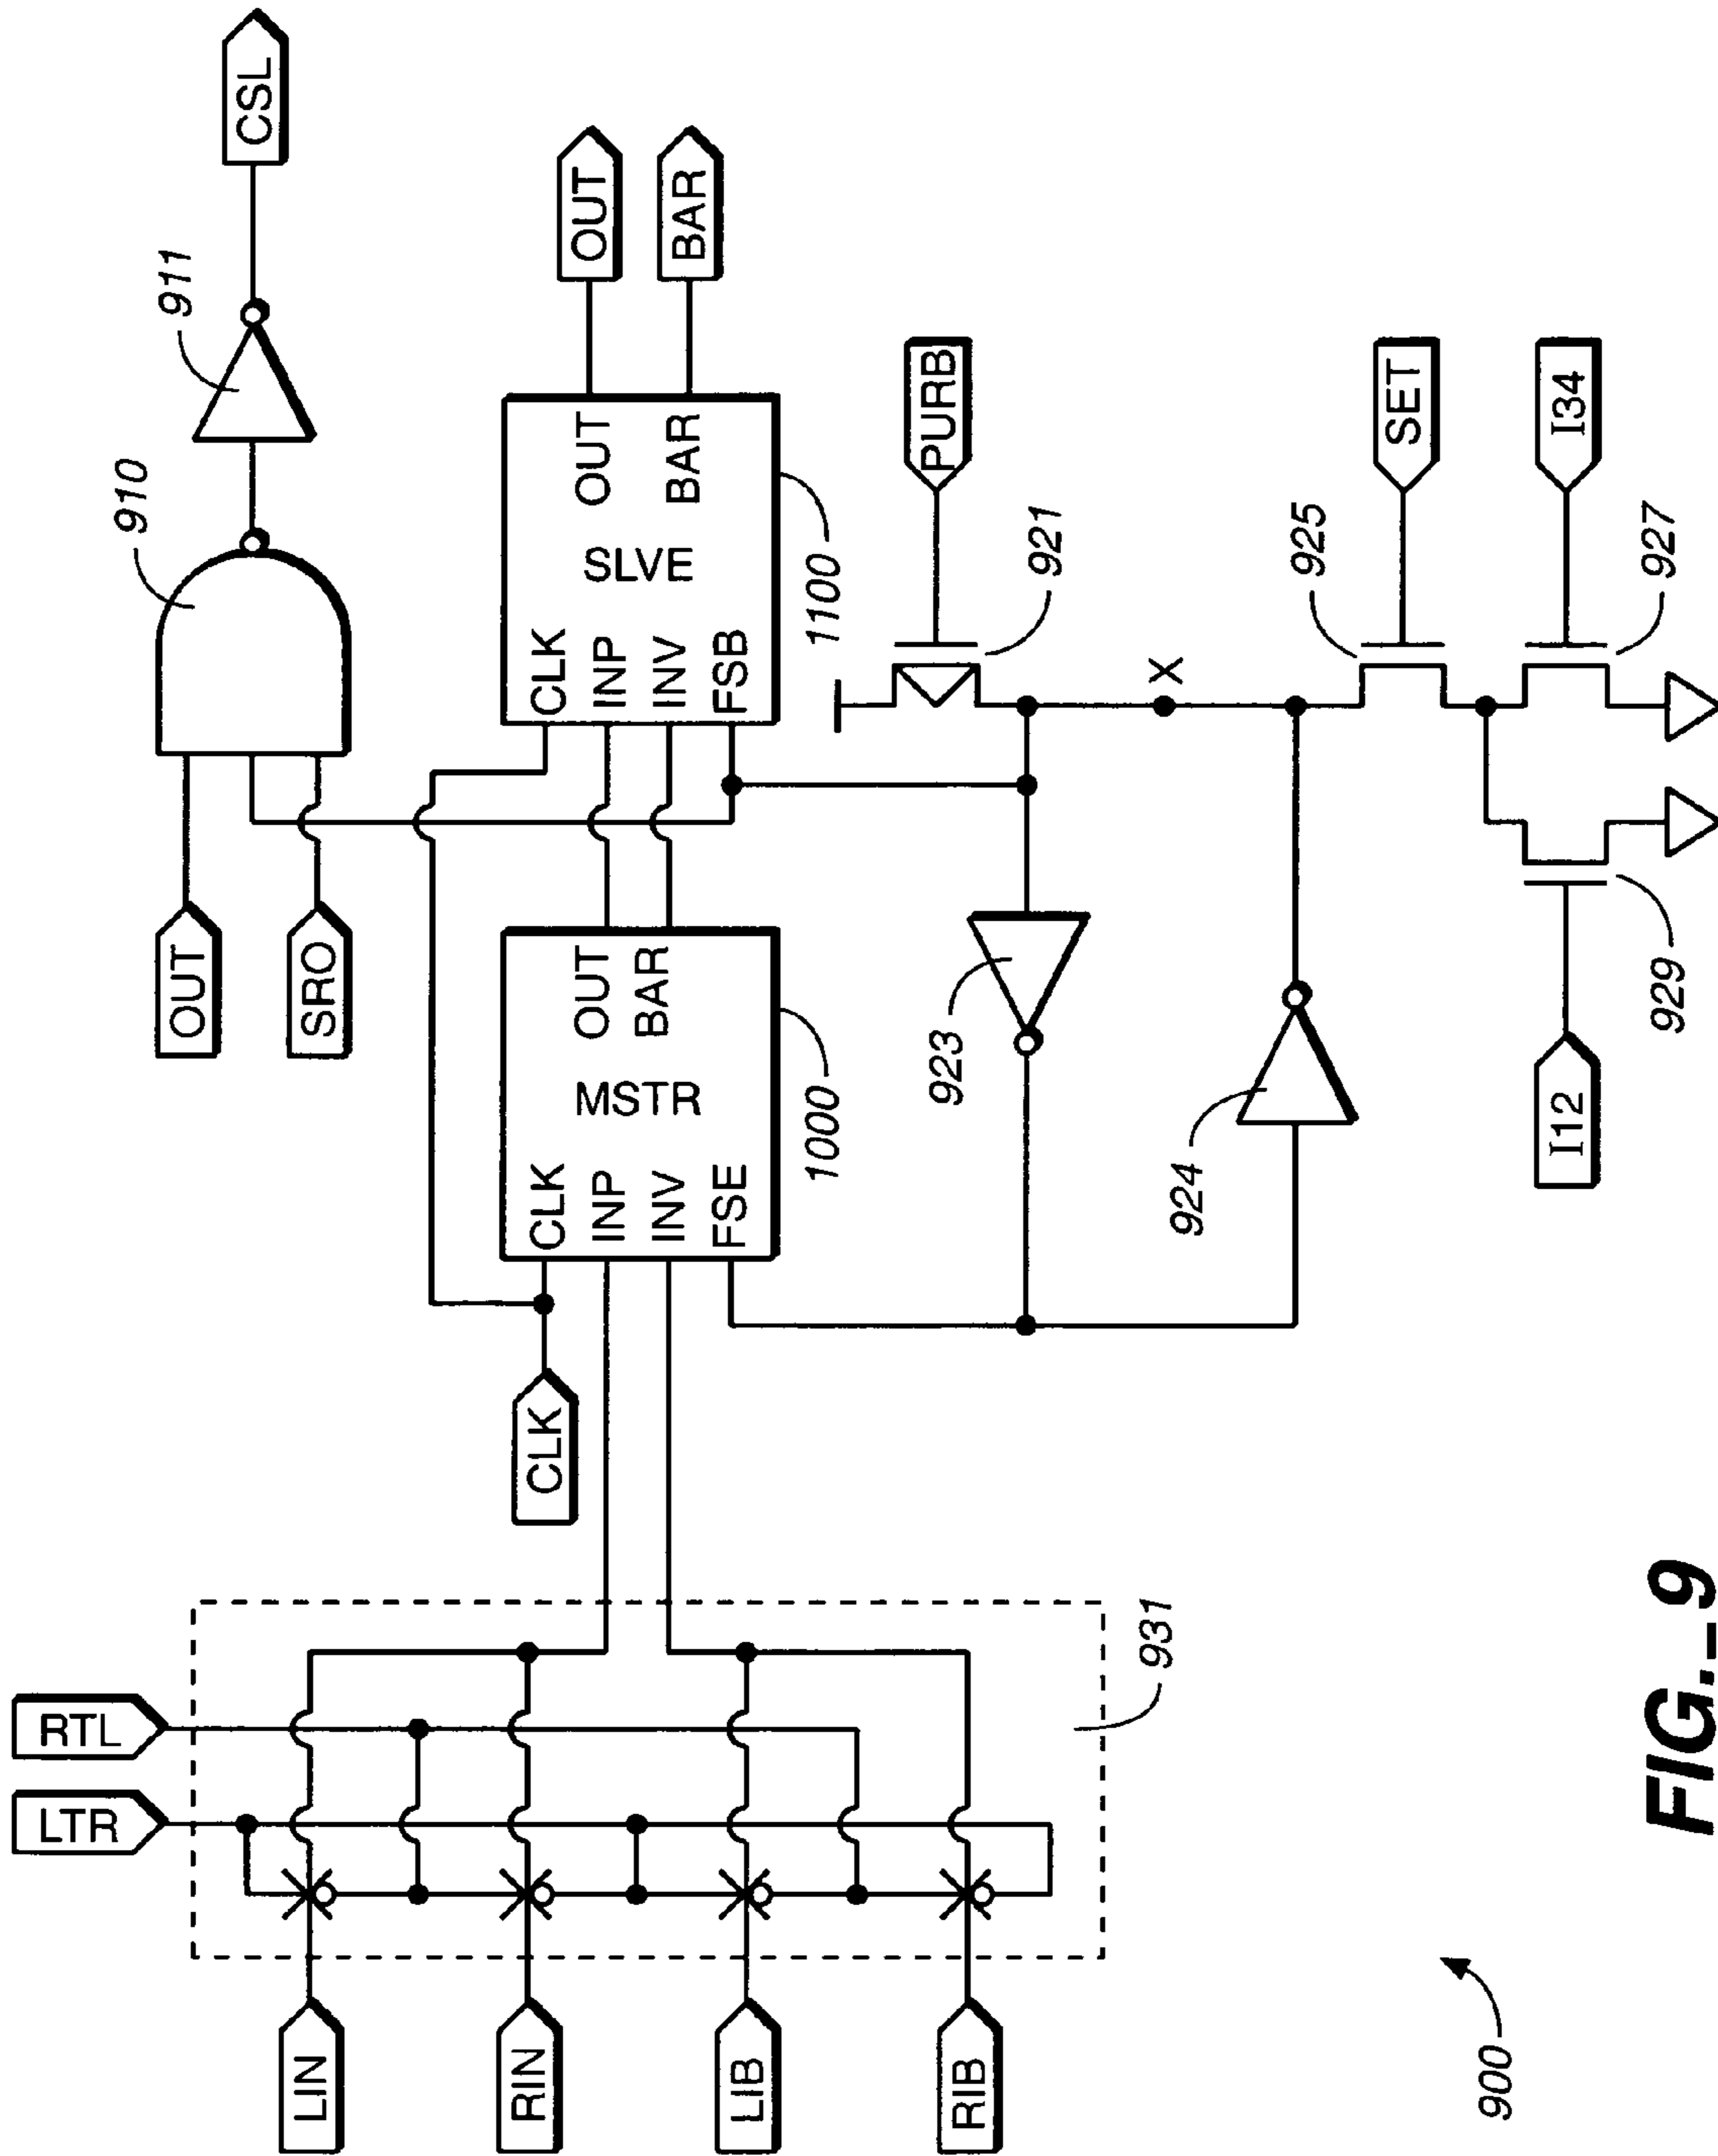 RTL
LTR
LIN
RIN
LIB
RIB
931
CLK
OUT
SRO
910
911
CSL
CLK
INP
INV
FSE
MSTR
OUT
BAR
1000
CLK
INP
INV
FSB
SLVE
OUT
BAR
1100
OUT
BAR
PURB
921
923
X
924
925
SET
I34
927
I12
929
900
FIG._9